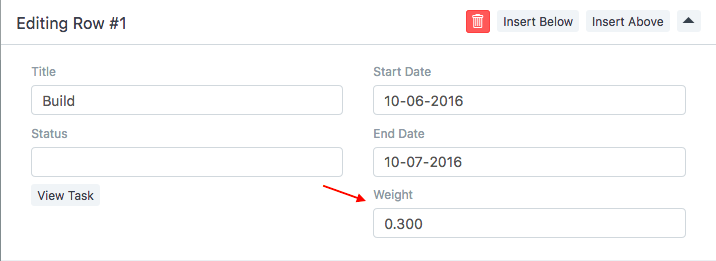 Editing Row #1
Insert Below
Insert Above
Title
Build
Status
View Task
Start Date
10-06-2016
End Date
10-07-2016
Weight
0.300